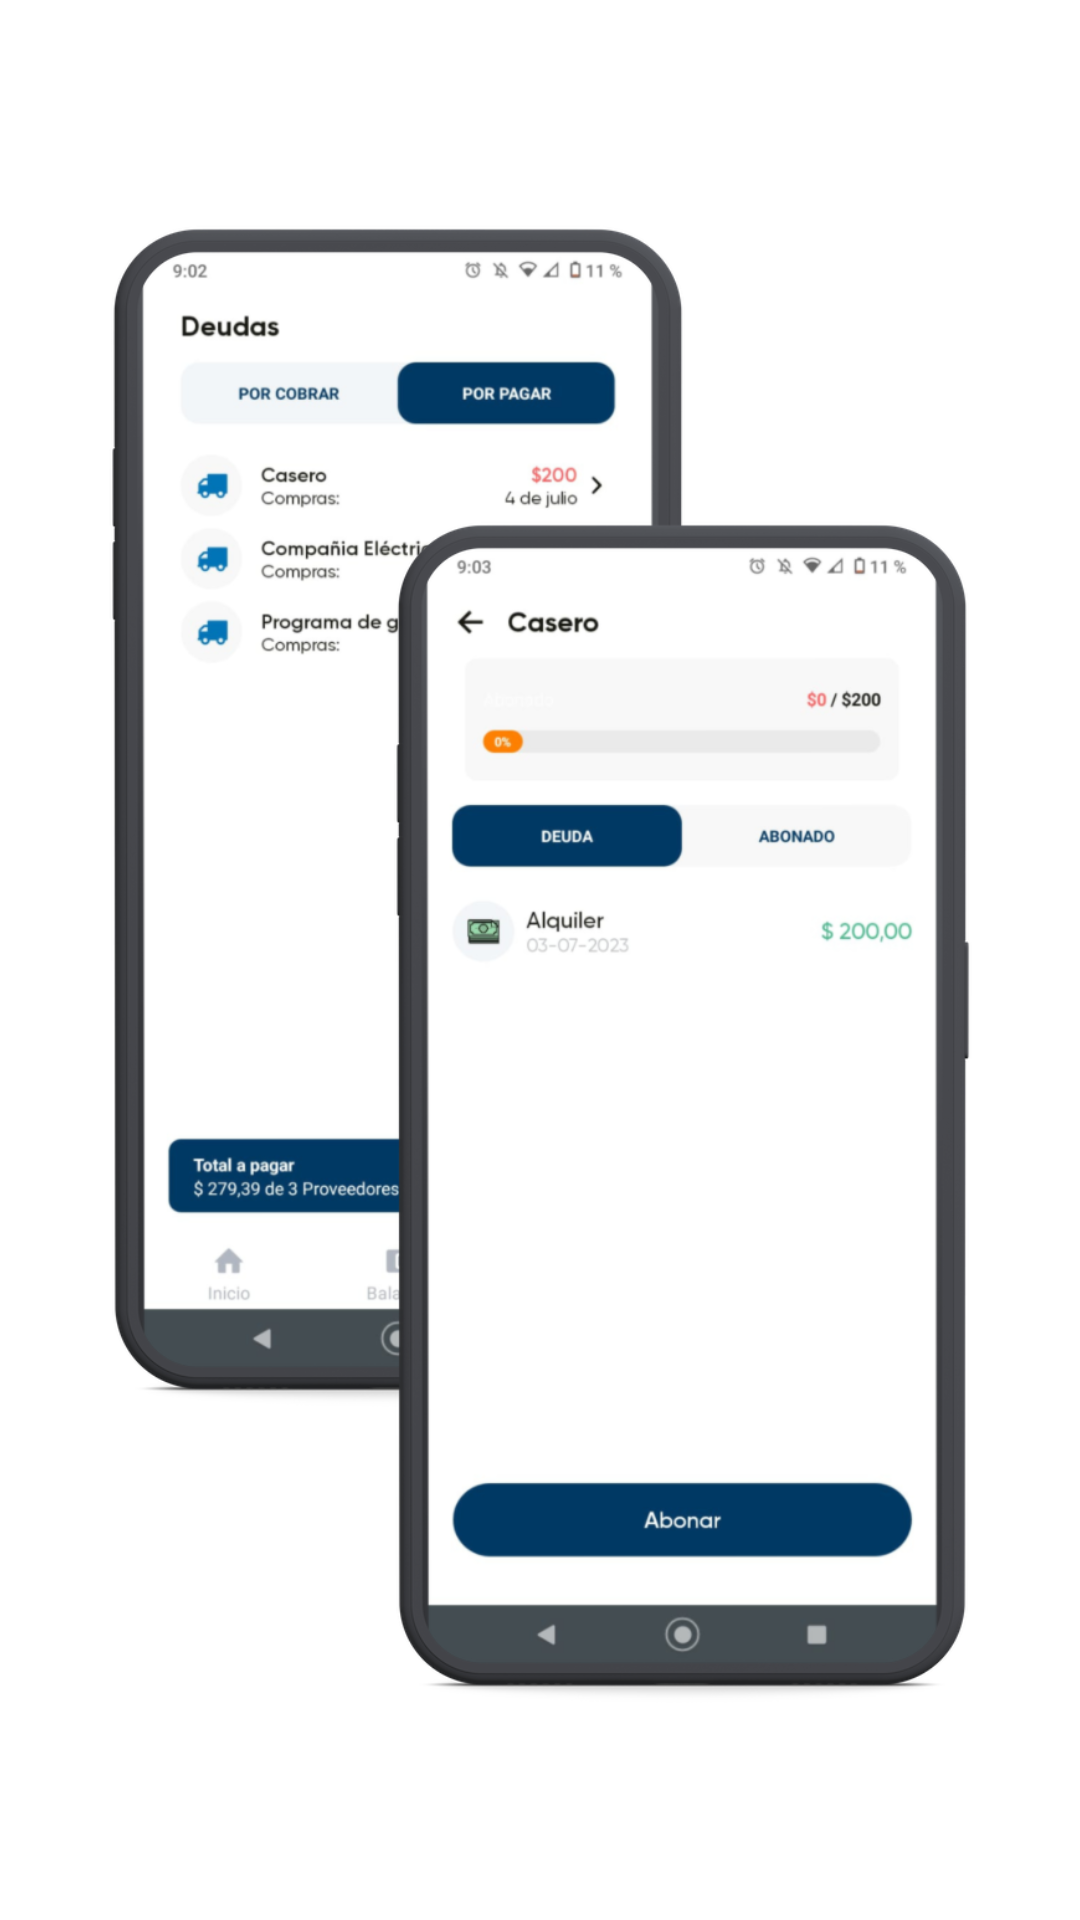 9:02
11 %
Deudas
POR COBRAR
POR PAGAR
Casero
$200
Compras:
4 de julio
Compañia Eléctri
Compras:
Programa de g
Compras:
Total a pagar
$ 279,39 de 3 Proveedores
Inicio
Bala
9:03
11 %
Casero
$0 / $200
0%
DEUDA
ABONADO
Alquiler
$ 200,00
03-07-2023
Abonar